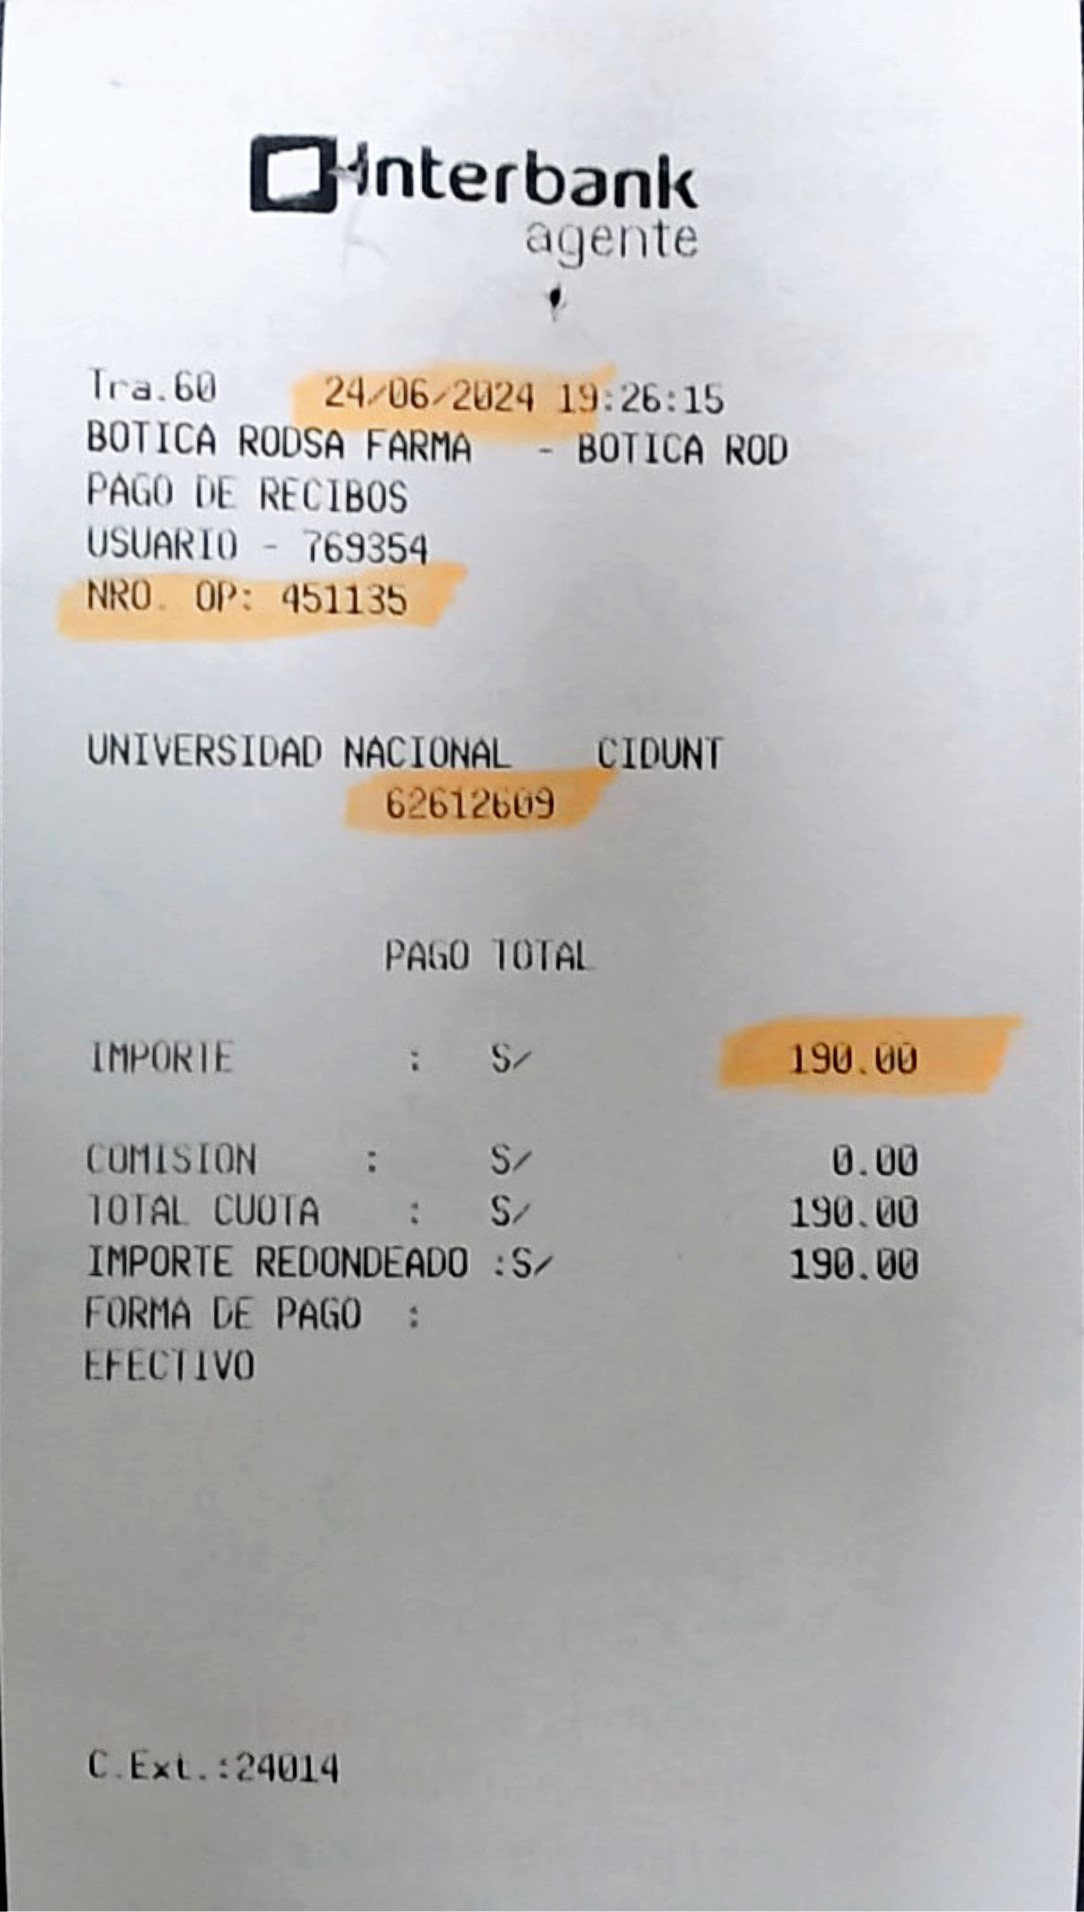 Interbank
agente
Tra.60 24/06/2024 19:26:15
BOTICA RODSA FARMA - BOTICA ROD
PAGO DE RECIBOS
USUARIO - 769354
NRO. OP: 451135
UNIVERSIDAD NACIONAL CIDUNT
62612609
PAGO TOTAL
IMPORTE : S/ 190.00
COMISION : S/ 0.00
TOTAL CUOTA : S/ 190.00
IMPORTE REDONDEADO :S/ 190.00
FORMA DE PAGO :
EFECTIVO
C.Ext.:24014